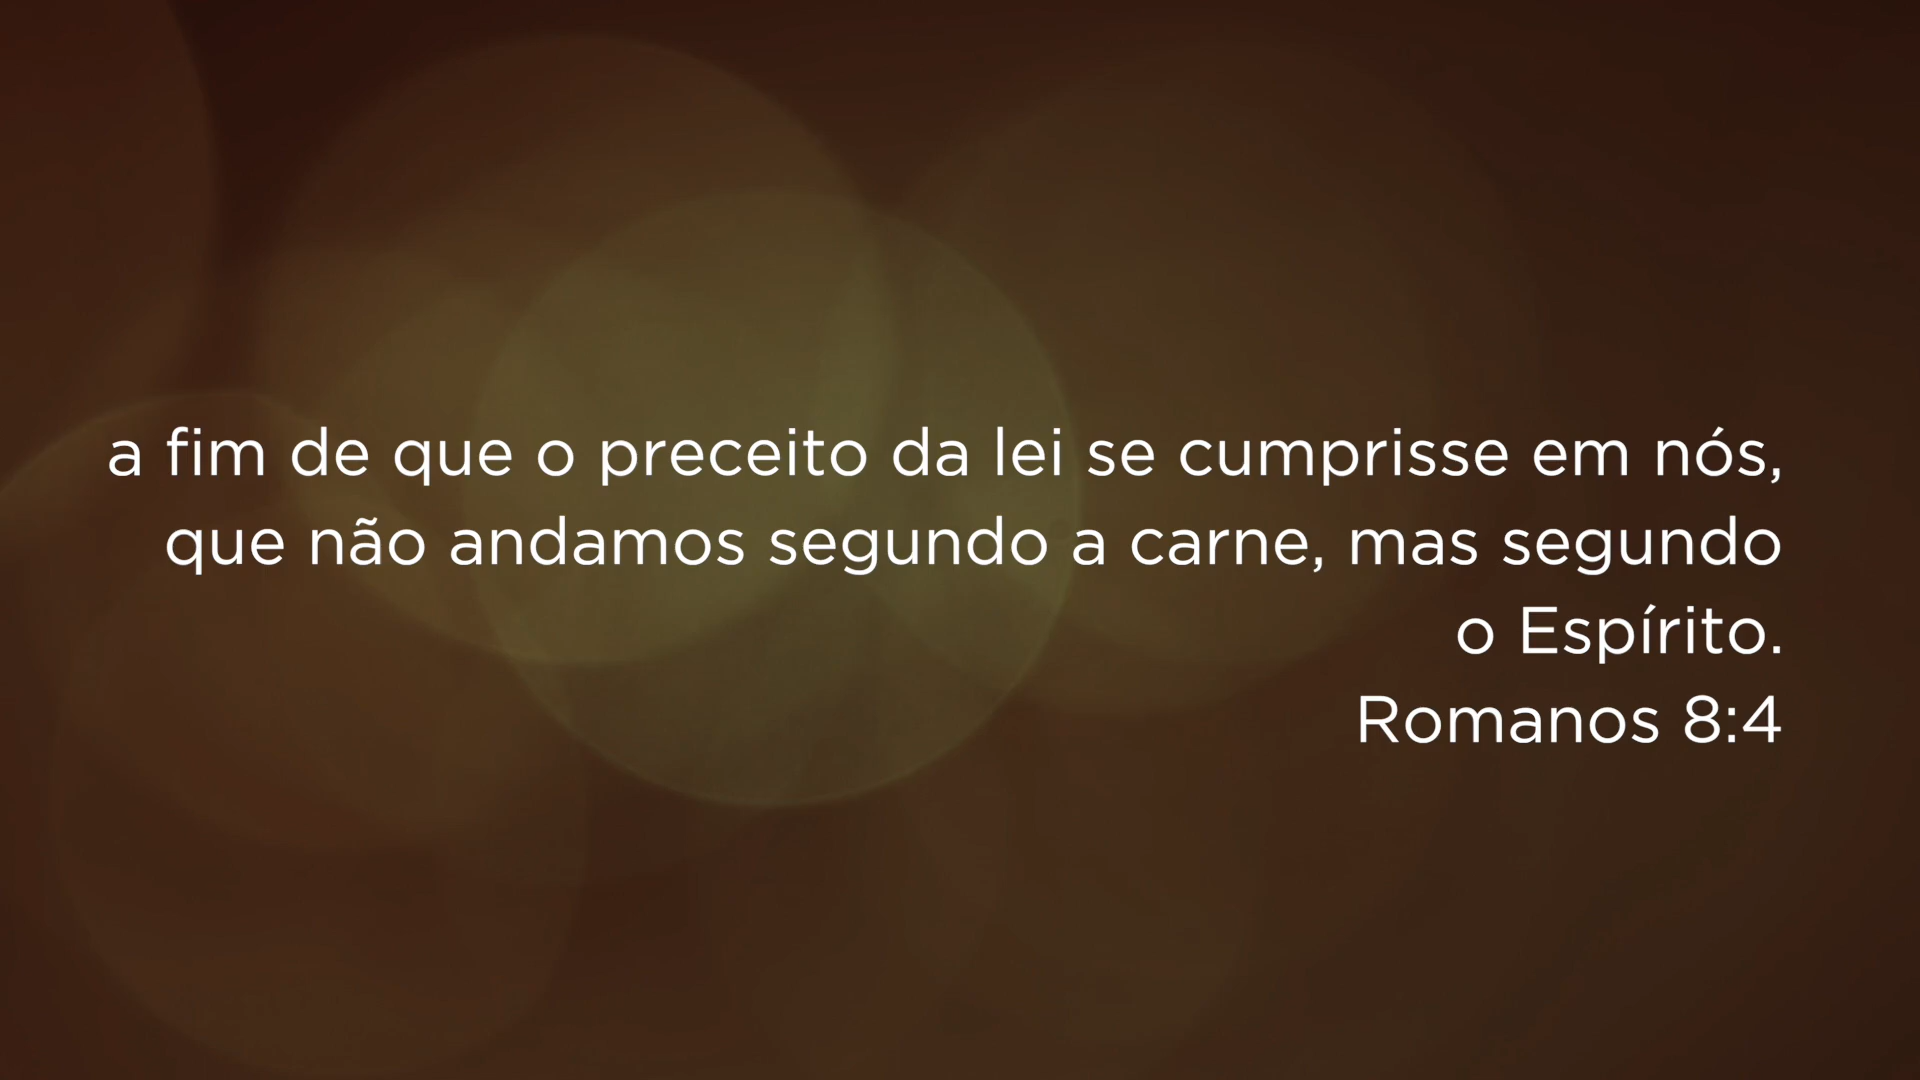 a fim de que o preceito da lei se cumprisse em nós,
que não andamos segundo a carne, mas segundo
o Espírito.
Romanos 8:4